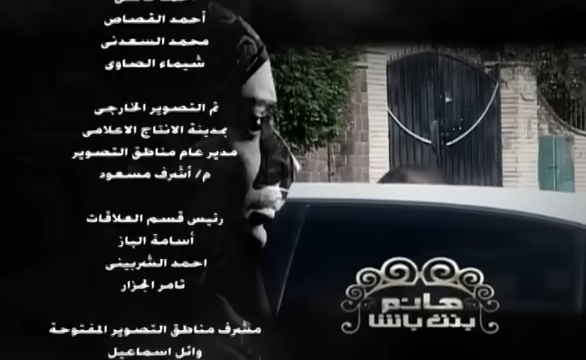 أحمد القصاص
محمد السعدنى
شيماء الصاوى
تم التصوير الخارجى
بمدينة الانتاج الاعلامى
مدير عام مناطق التصوير
م/ أشرف مسعود
رئيس قسم العلاقات
أسامة الباز
احمد الشربينى
تامر الجزار
مشرف مناطق التصوير المفتوحة
وائل اسماعيل
هانم
بنت باشا